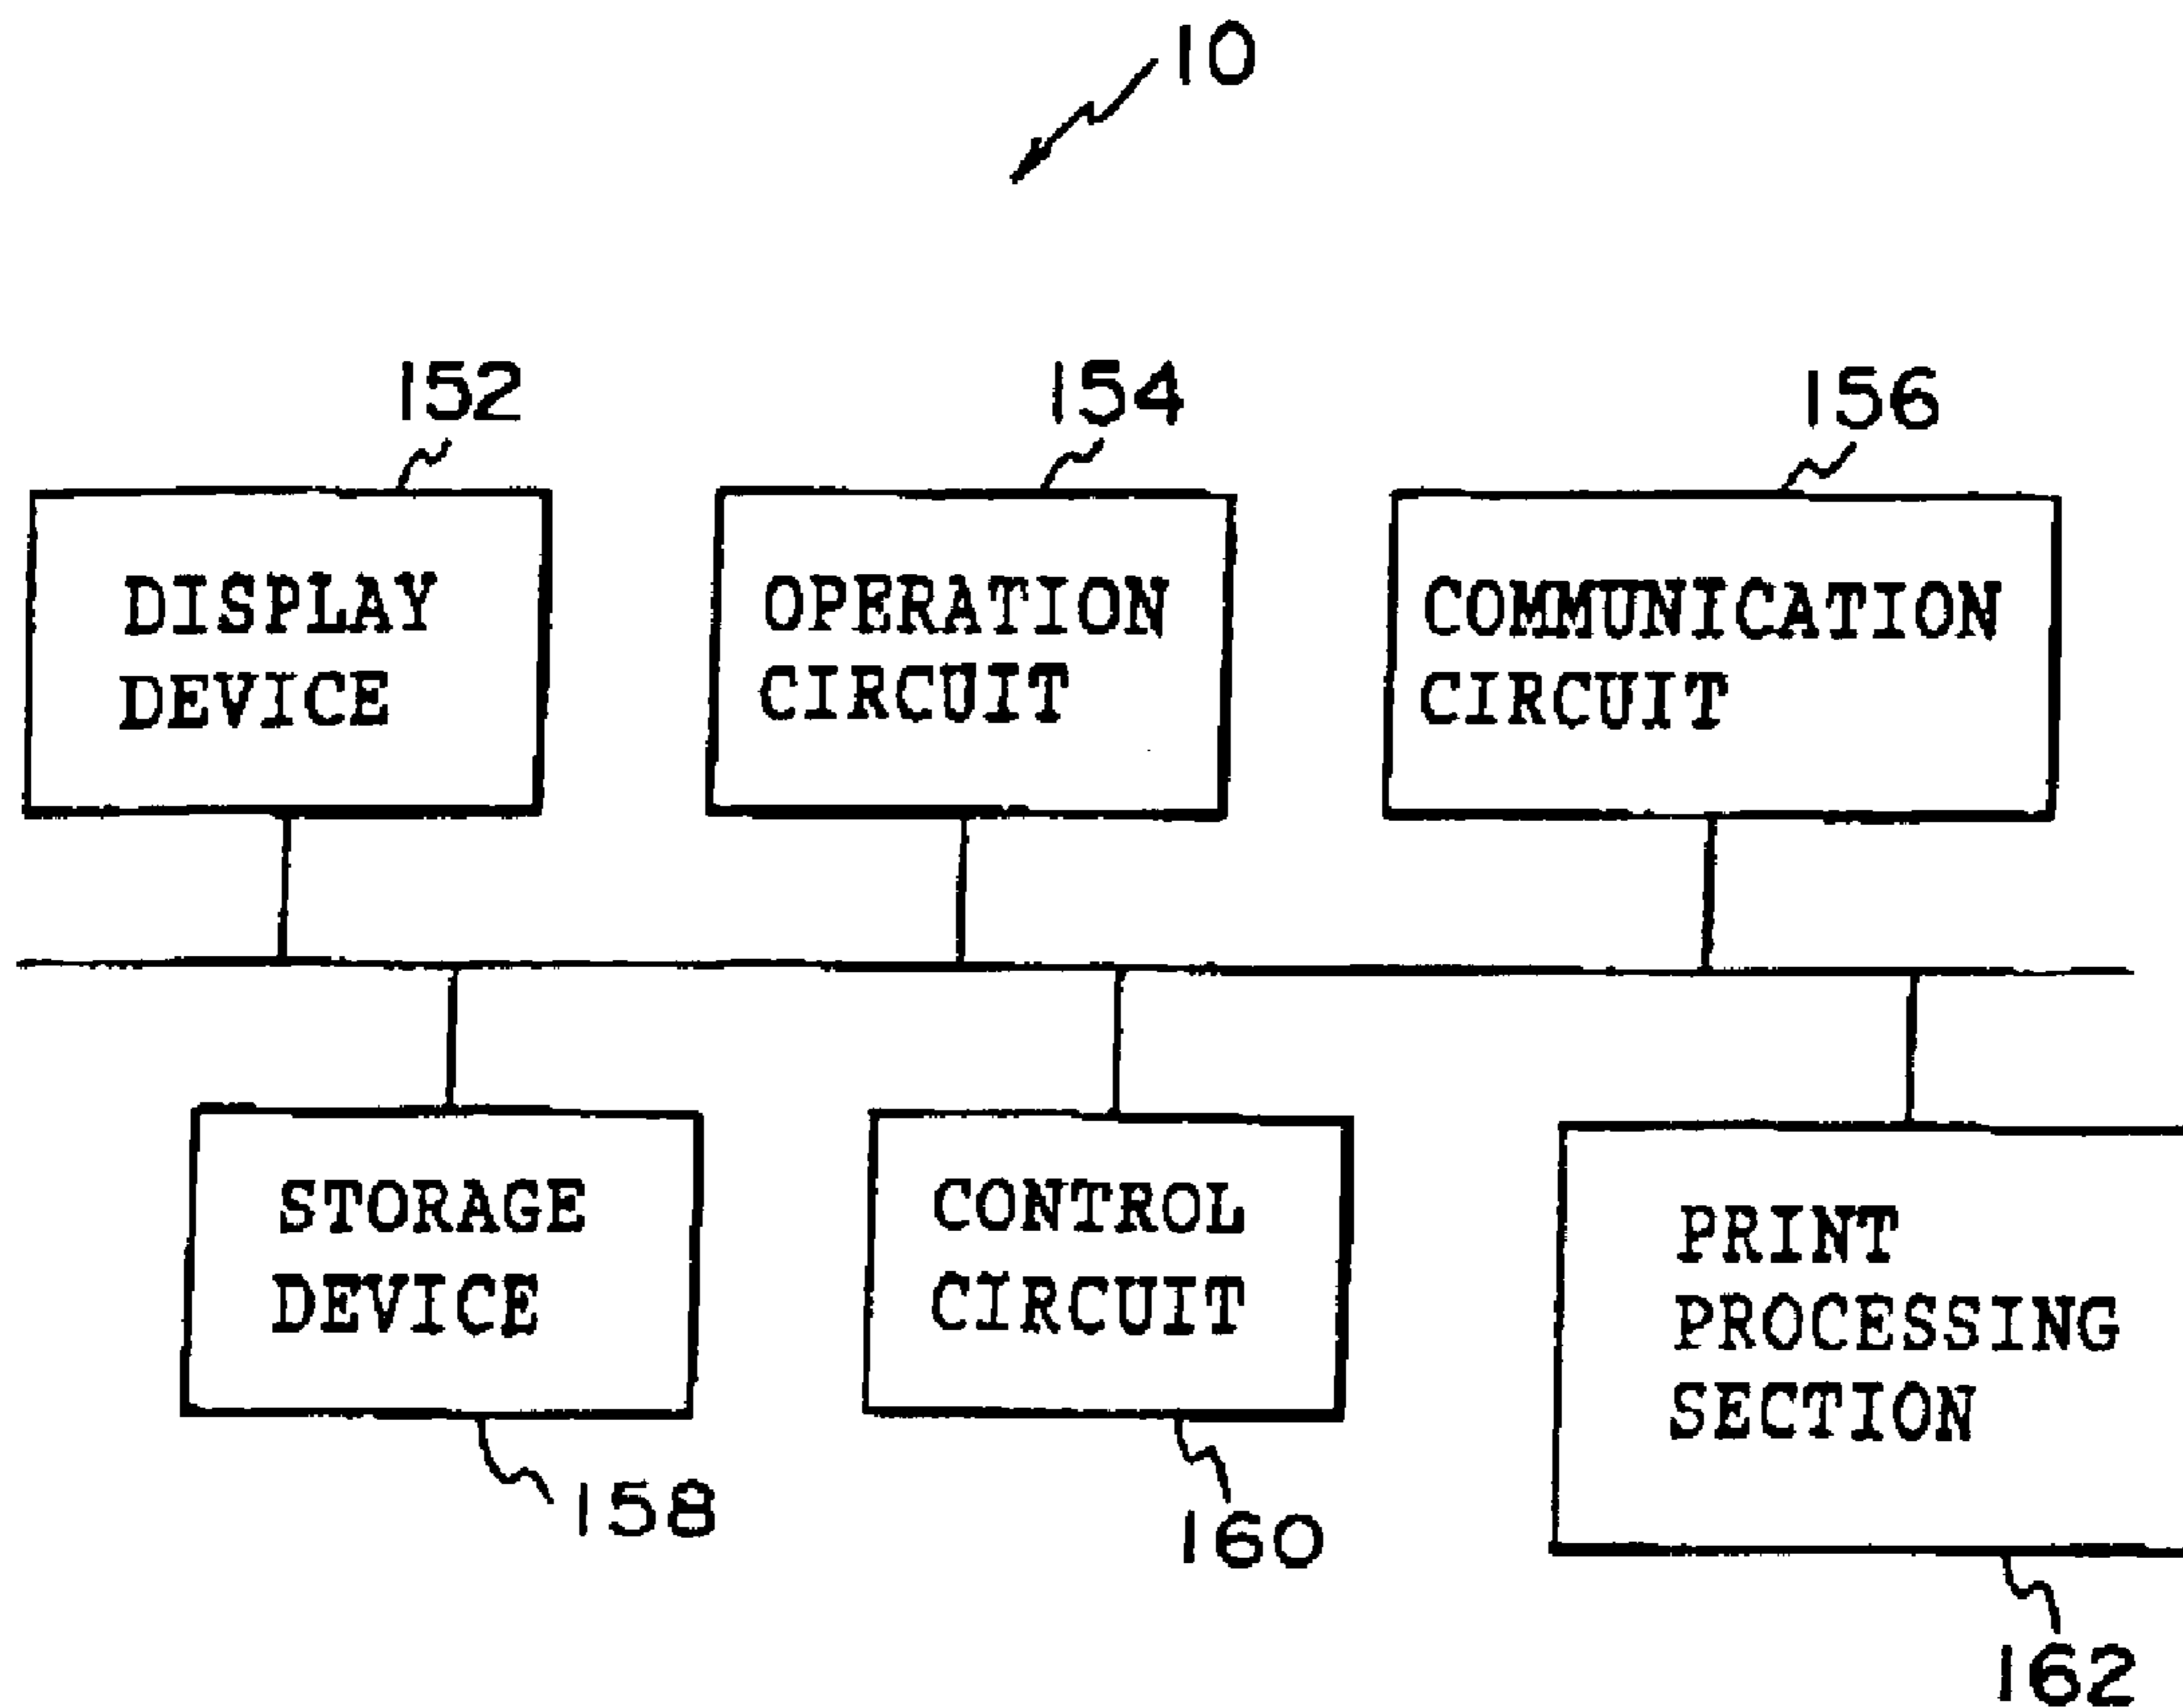 10
152
154
156
DISPLAY
DEVICE
OPERATION
CIRCUIT
COMMUNICATION
CIRCUIT
STORAGE
DEVICE
CONTROL
CIRCUIT
PRINT
PROCESSING
SECTION
158
160
162